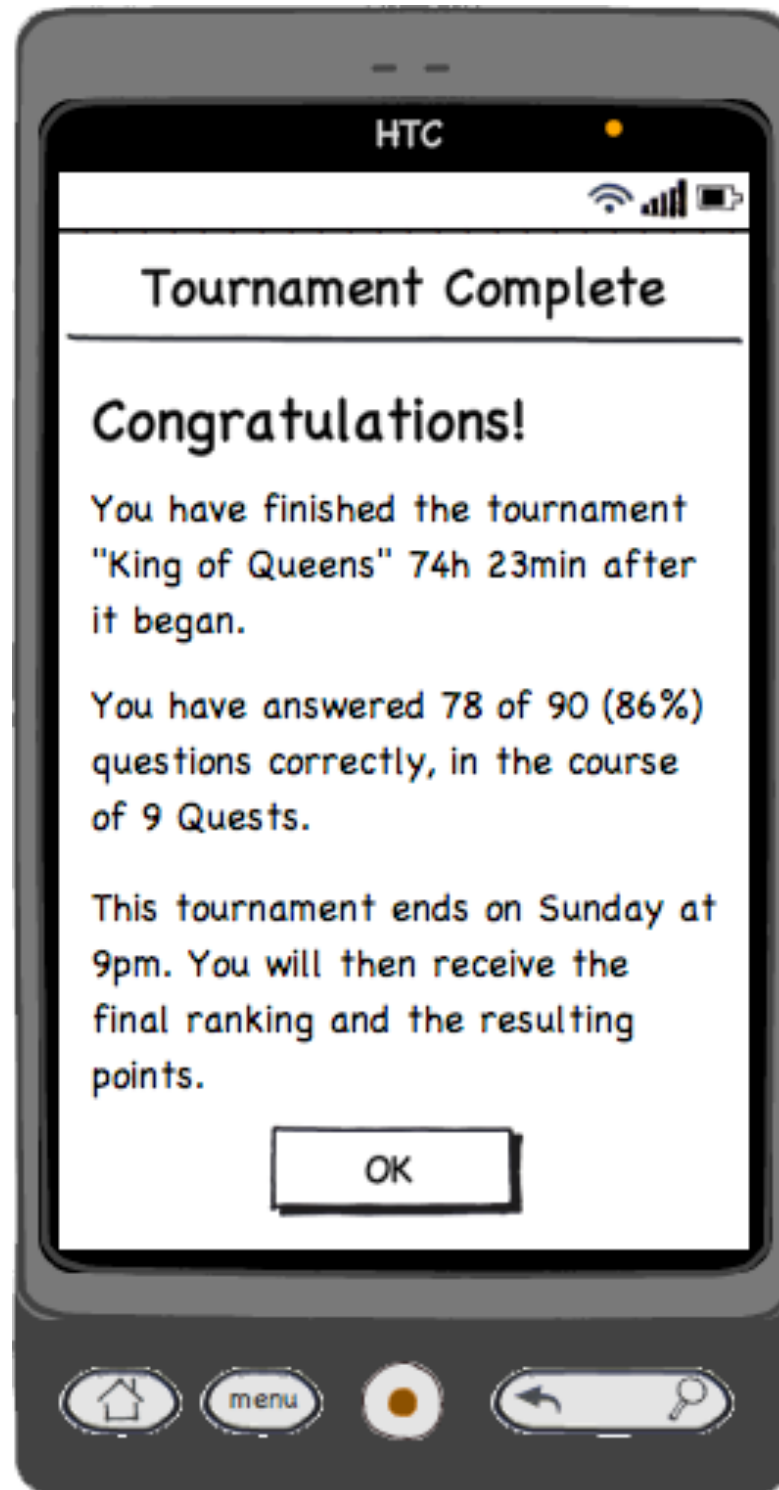 HTC
Tournament Complete
Congratulations!
You have finished the tournament
"King of Queens" 74h 23min after
it began.
You have answered 78 of 90 (86%)
questions correctly, in the course
of 9 Quests.
This tournament ends on Sunday at
9pm. You will then receive the
final ranking and the resulting
points.
OK
menu